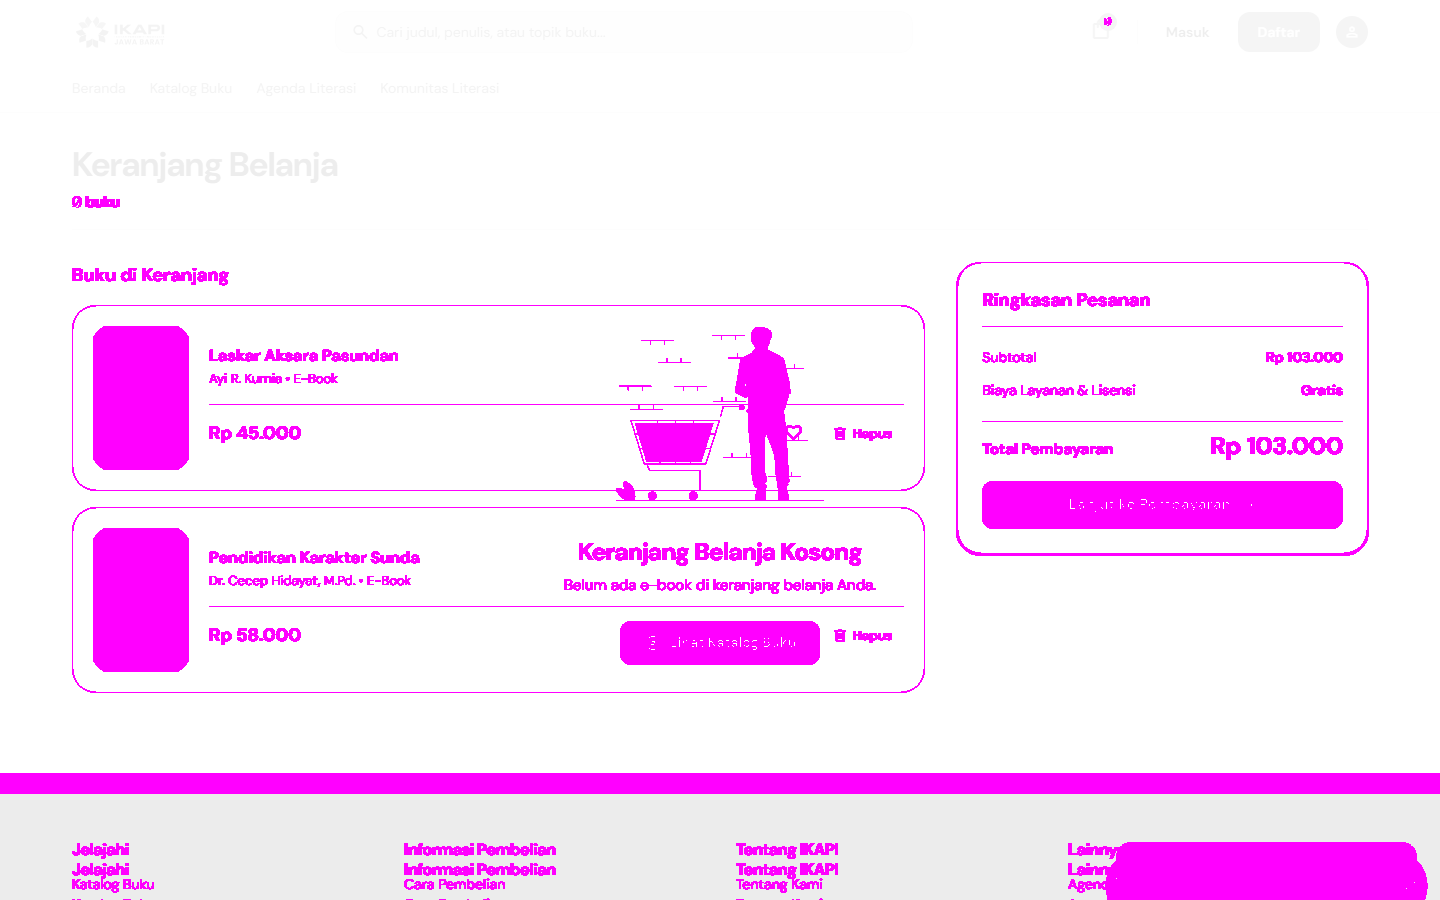 IKAPI
JAWA BARAT
Cari judul, penulis, atau topik buku...
Masuk
Daftar
Beranda
Katalog Buku
Agenda Literasi
Komunitas Literasi
Keranjang Belanja
buku
Buku di Keranjang
Laskar Aksara Pasundan
Ayi R. Kurnia • E-Book
Rp 45.000
Hapus
Pendidikan Karakter Sunda
Dr. Cecep Hidayat, M.Pd. • E-Book
Rp 58.000
Hapus
Keranjang Belanja Kosong
Belum ada e-book di keranjang belanja Anda.
Lihat Katalog Buku
Ringkasan Pesanan
Subtotal
Rp 103.000
Biaya Layanan & Lisensi
Gratis
Total Pembayaran
Rp 103.000
Lanjut ke Pembayaran
Jelajahi
Informasi Pembelian
Tentang IKAPI
Jelajahi
Informasi Pembelian
Tentang IKAPI
Katalog Buku
Cara Pembelian
Tentang Kami